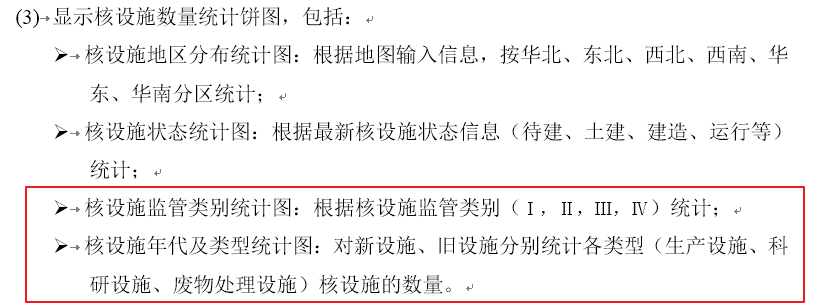 (3)→显示核设施数量统计饼图，包括：↓
➢→核设施地区分布统计图：根据地图输入信息，按华北、东北、西北、西南、华
东、华南分区统计；↓
➢→核设施状态统计图：根据最新核设施状态信息（待建、土建、建造、运行等）
统计；↓
➢→核设施监管类别统计图：根据核设施监管类别（Ⅰ，Ⅱ，Ⅲ，Ⅳ）统计；↓
➢→核设施年代及类型统计图：对新设施、旧设施分别统计各类型（生产设施、科
研设施、废物处理设施）核设施的数量。↓